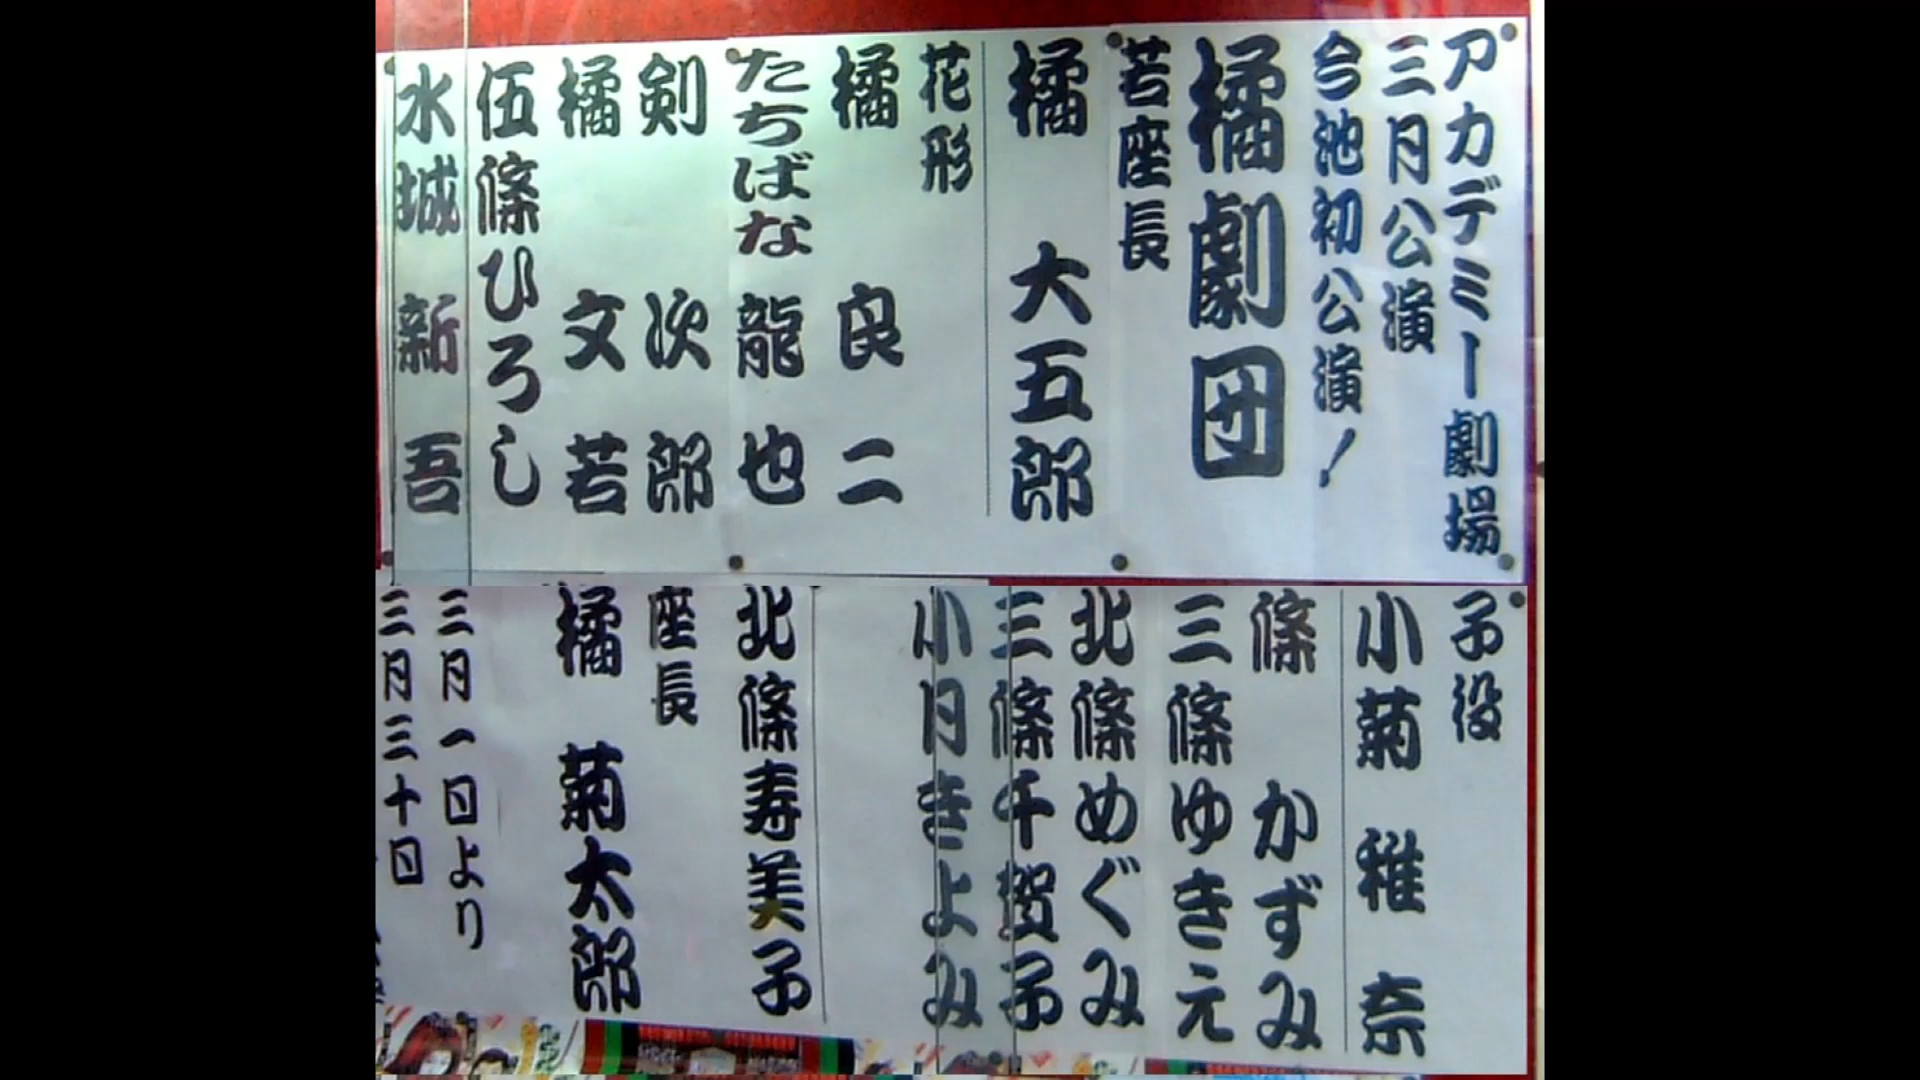 アカデミー劇場
三月公演
今池初公演！
橘劇団
若座長
橘 大五郎
花形
橘 良二
たちばな龍也
剣 次郎
橘 文若
伍條ひろし
水城 新吾
子役
小菊 稚奈
條 かずみ
三條ゆきえ
北條めぐみ
三條千賀子
小月きよみ
北條寿美子
座長
橘 菊太郎
三月一日より
三月三十日